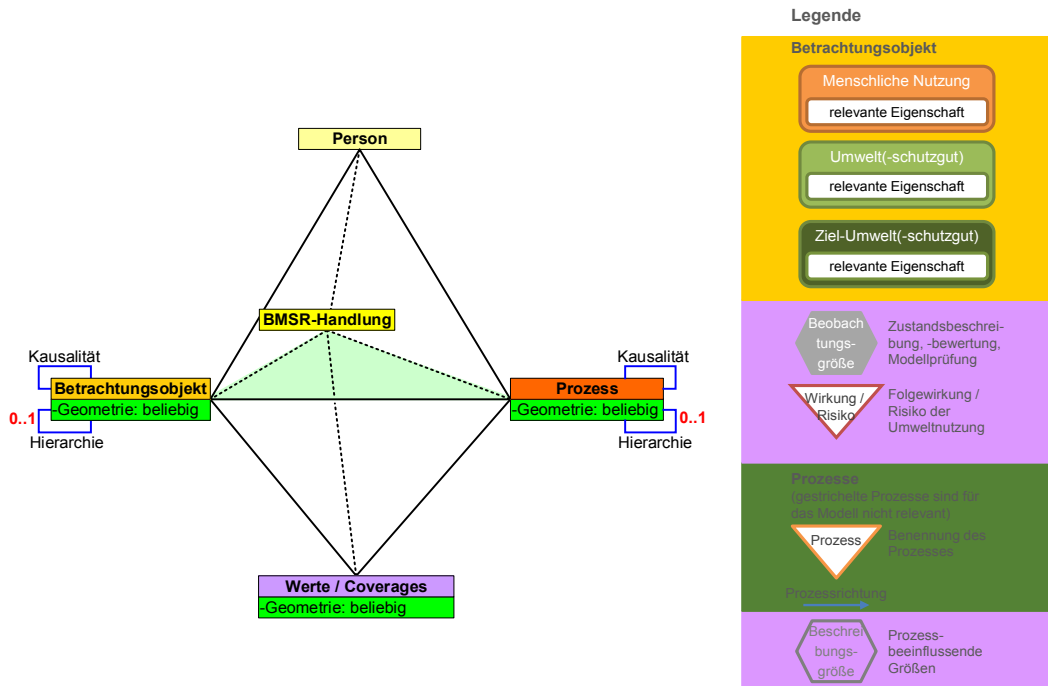 Person
BMSR-Handlung
Kausalität
Betrachtungsobjekt
-Geometrie: beliebig
0..1
Hierarchie
Kausalität
Prozess
-Geometrie: beliebig
0..1
Hierarchie
Werte / Coverages
-Geometrie: beliebig
Legende
Betrachtungsobjekt
Menschliche Nutzung
relevante Eigenschaft
Umwelt(-schutzgut)
relevante Eigenschaft
Ziel-Umwelt(-schutzgut)
relevante Eigenschaft
Beobach
tungs-
größe
Zustandsbeschrei-
bung, -bewertung,
Modellprüfung
Wirkung /
Risiko
Folgewirkung /
Risiko der
Umweltnutzung
Prozesse
(gestrichelte Prozesse sind für
das Modell nicht relevant)
Prozess
Benennung des
Prozesses
Prozessrichtung
Beschrei
bungs-
größe
Prozess-
beeinflussende
Größen